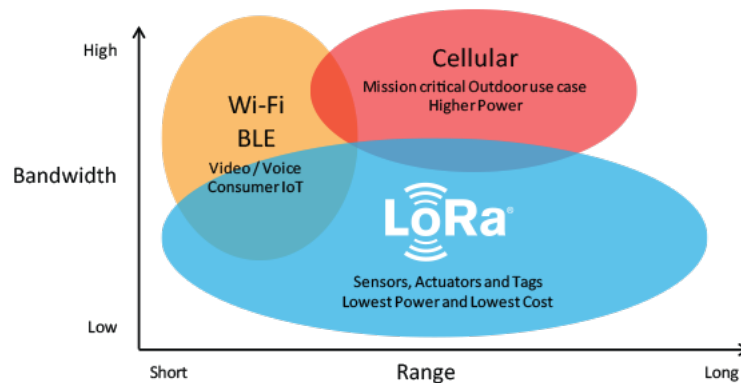 High
Bandwidth
Low
Wi-Fi
BLE
Video / Voice
Consumer IoT
Cellular
Mission critical Outdoor use case
Higher Power
LoRa®
Sensors, Actuators and Tags
Lowest Power and Lowest Cost
Short
Range
Long